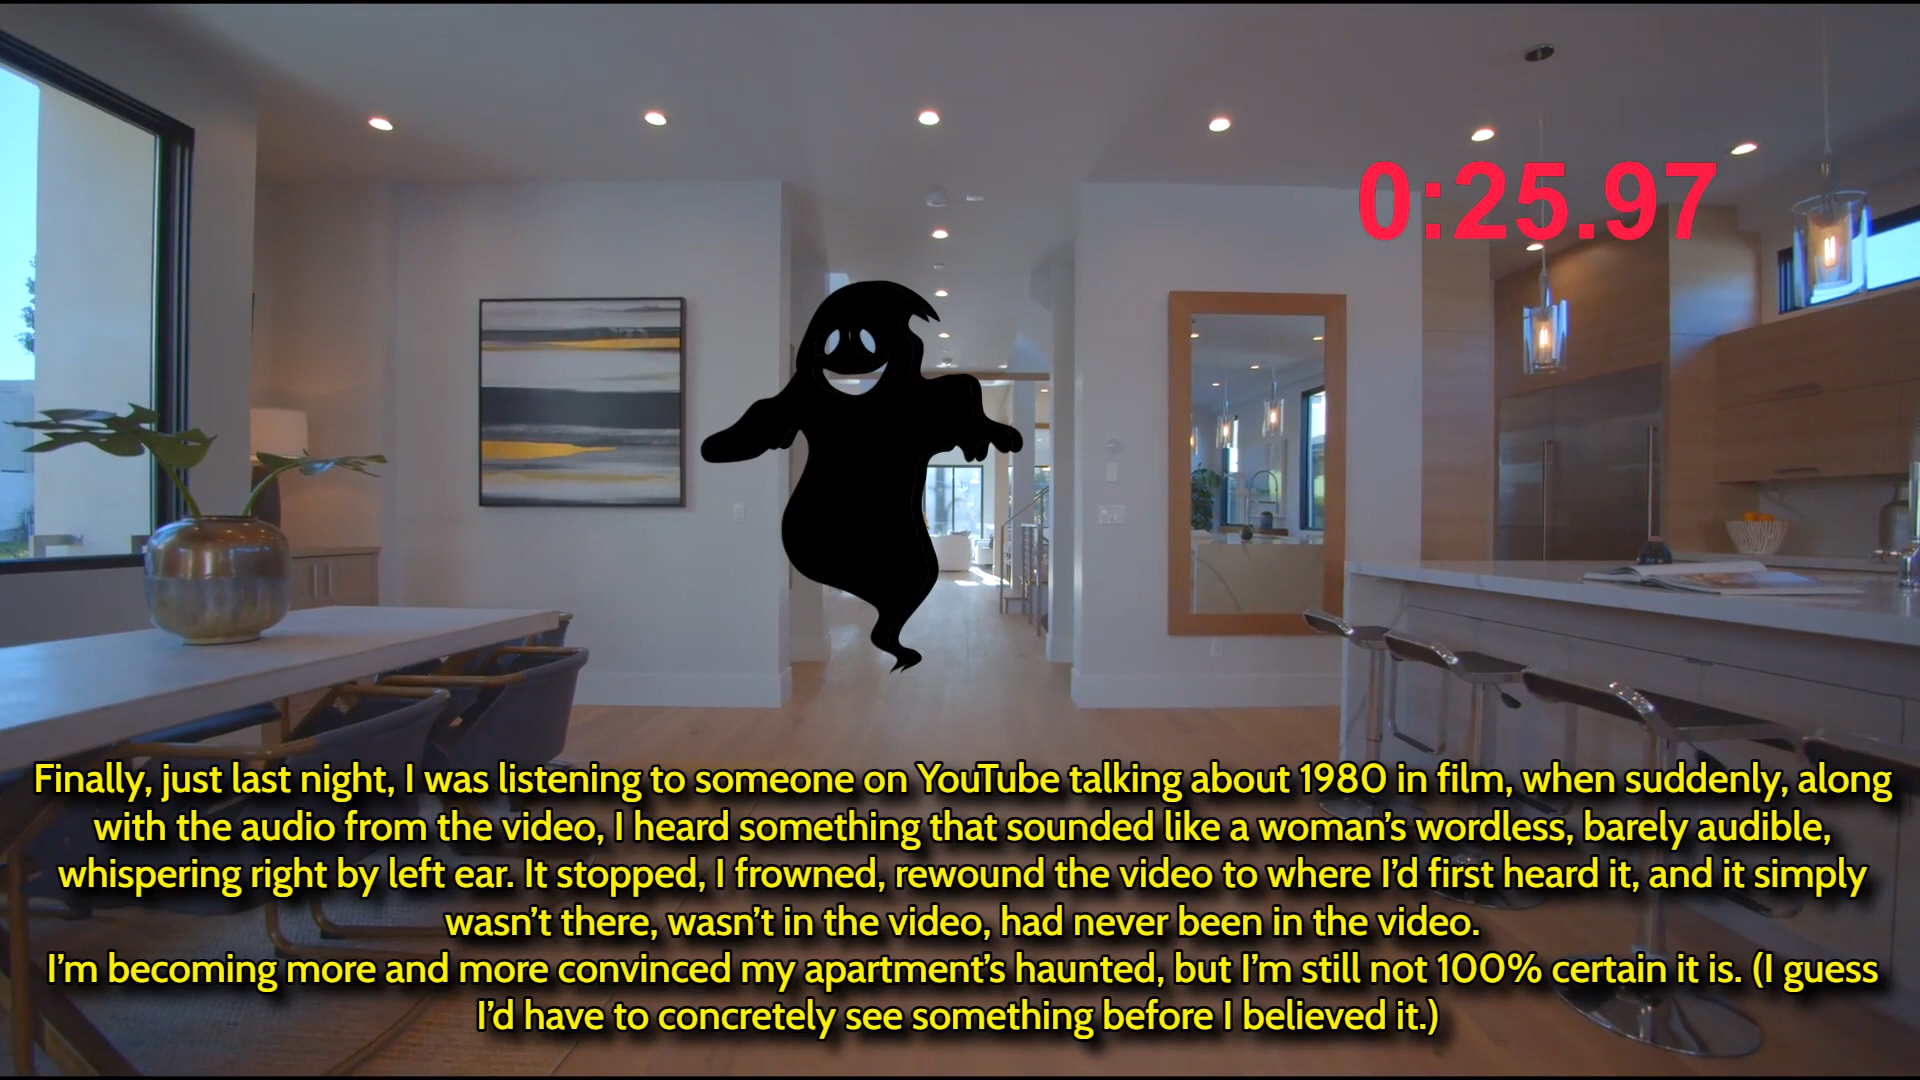 0:25.97
Finally, just last night, I was listening to someone on YouTube talking about 1980 in film, when suddenly, along
with the audio from the video, I heard something that sounded like a woman's wordless, barely audible,
whispering right by left ear. It stopped, I frowned, rewound the video to where I'd first heard it, and it simply
wasn't there, wasn't in the video, had never been in the video.
I'm becoming more and more convinced my apartment's haunted, but I'm still not 100% certain it is. (I guess
I'd have to concretely see something before I believed it.)